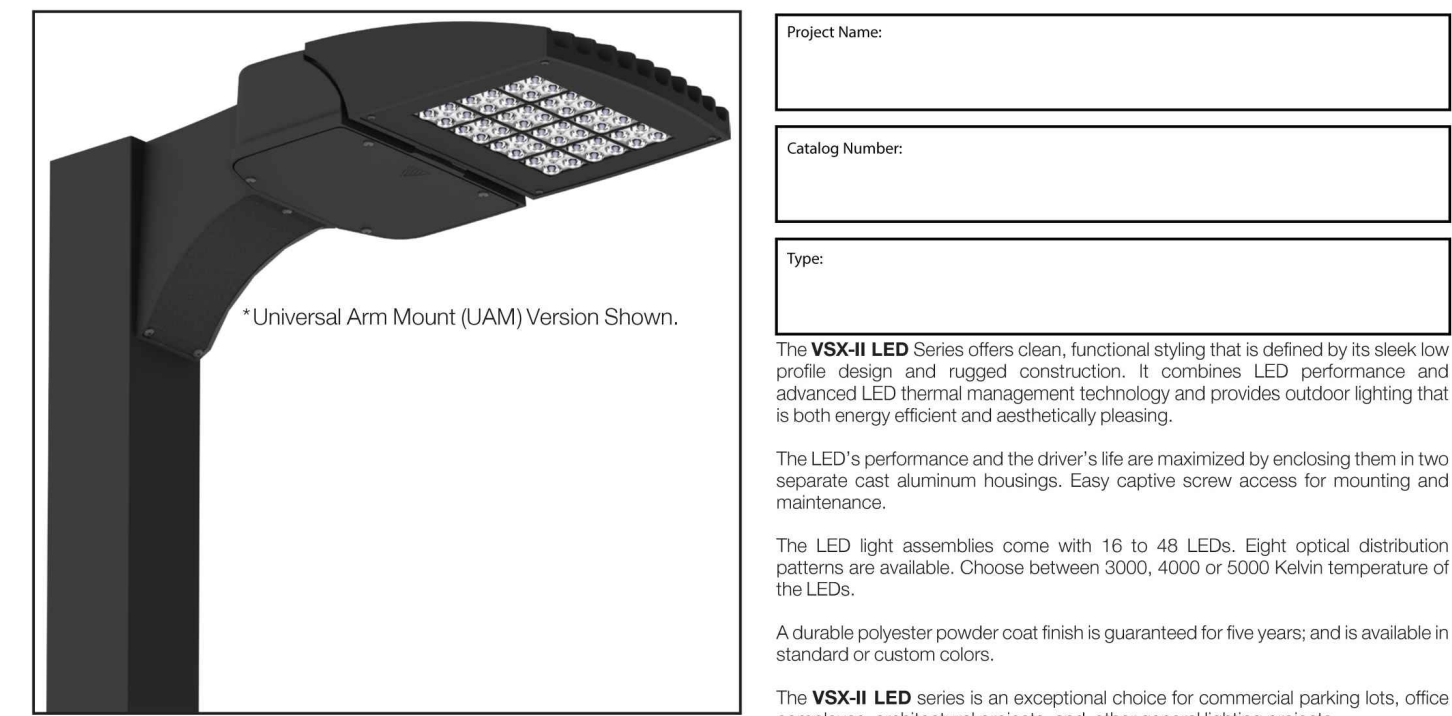 *Universal Arm Mount (UAM) Version Shown.
Project Name:
Catalog Number:
Type:
The VSX-II LED Series offers clean, functional styling that is defined by its sleek low
profile design and rugged construction. It combines LED performance and
advanced LED thermal management technology and provides outdoor lighting that
is both energy efficient and aesthetically pleasing.
The LED's performance and the driver's life are maximized by enclosing them in two
separate cast aluminum housings. Easy captive screw access for mounting and
maintenance.
The LED light assemblies come with 16 to 48 LEDs. Eight optical distribution
patterns are available. Choose between 3000, 4000 or 5000 Kelvin temperature of
the LEDs.
A durable polyester powder coat finish is guaranteed for five years; and is available in
standard or custom colors.
The VSX-II LED series is an exceptional choice for commercial parking lots, office